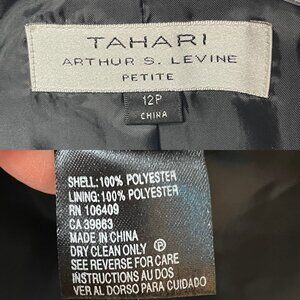 TAHARI
ARTHUR S. LEVINE
PETITE
12P
CHINA
SHELL: 100% POLYESTER
LINING: 100% POLYESTER
RN 106409
CA 39863
MADE IN CHINA
DRY CLEAN ONLY Ⓟ
SEE REVERSE FOR CARE
INSTRUCTIONS AU DOS
VER AL DORSO PARA CUIDADO